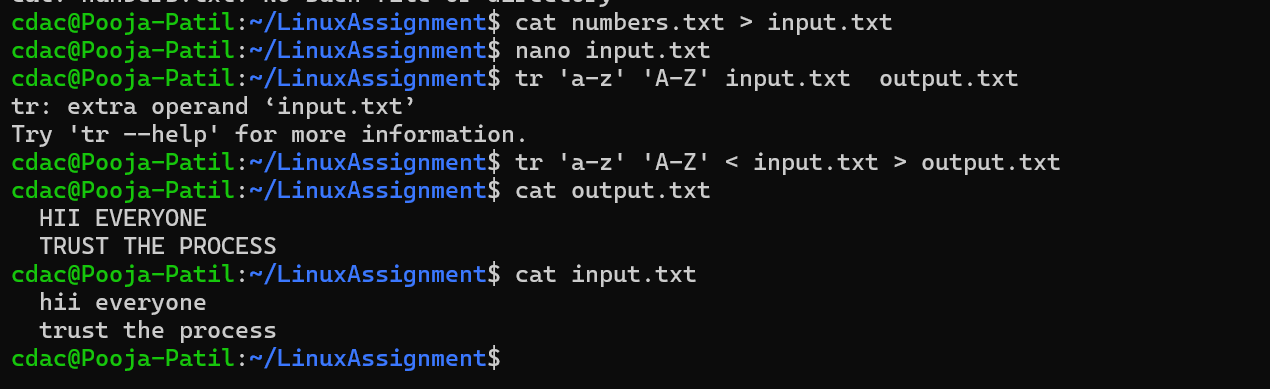 cdac@Pooja-Patil:~/LinuxAssignment$ cat numbers.txt > input.txt
cdac@Pooja-Patil:~/LinuxAssignment$ nano input.txt
cdac@Pooja-Patil:~/LinuxAssignment$ tr 'a-z' 'A-Z' input.txt  output.txt
tr: extra operand ‘input.txt’
Try 'tr --help' for more information.
cdac@Pooja-Patil:~/LinuxAssignment$ tr 'a-z' 'A-Z' < input.txt > output.txt
cdac@Pooja-Patil:~/LinuxAssignment$ cat output.txt
  HII EVERYONE
  TRUST THE PROCESS
cdac@Pooja-Patil:~/LinuxAssignment$ cat input.txt
  hii everyone
  trust the process
cdac@Pooja-Patil:~/LinuxAssignment$